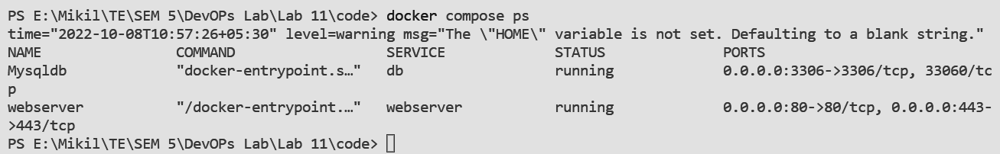 PS E:\Mikil\TE\SEM 5\DevOPs Lab\Lab 11\code> docker compose ps
time="2022-10-08T10:57:26+05:30" level=warning msg="The \"HOME\" variable is not set. Defaulting to a blank string."
NAME                COMMAND                  SERVICE             STATUS              PORTS
Mysqldb             "docker-entrypoint.s…"   db                  running             0.0.0.0:3306->3306/tcp, 33060/tc
p
webserver           "/docker-entrypoint.…"   webserver           running             0.0.0.0:80->80/tcp, 0.0.0.0:443-
>443/tcp
PS E:\Mikil\TE\SEM 5\DevOPs Lab\Lab 11\code>